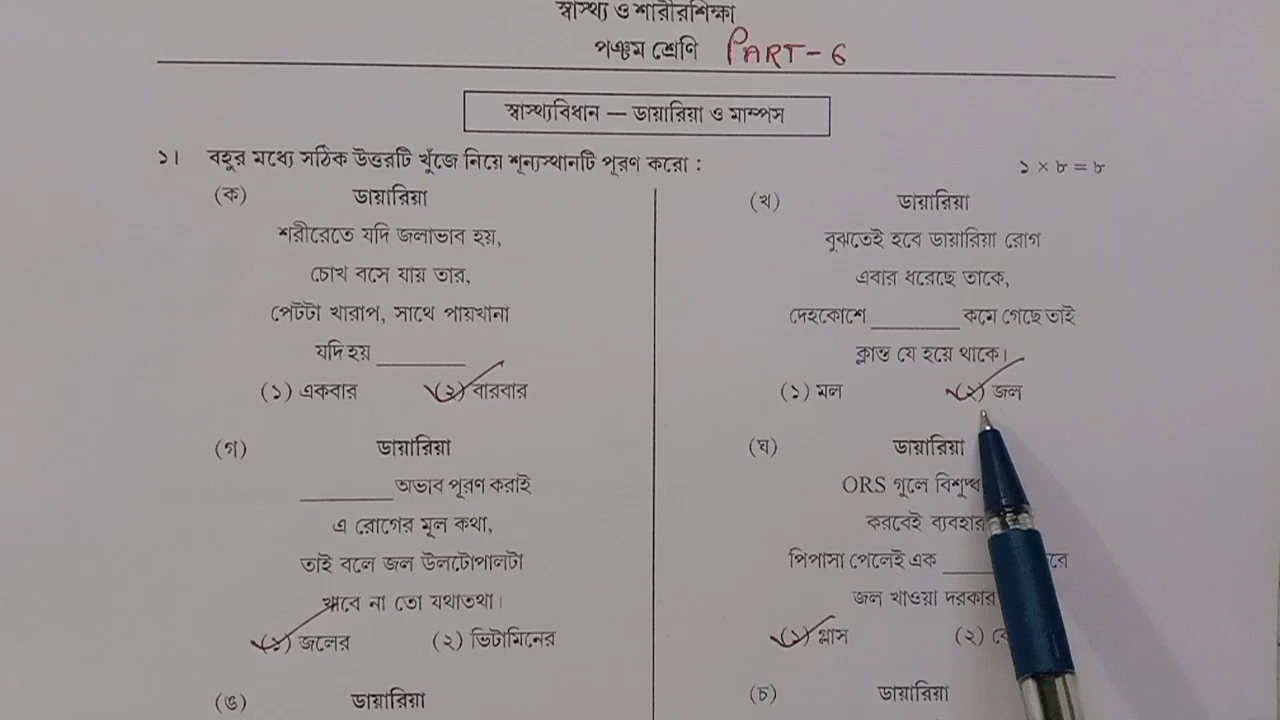 স্বাস্থ্য ও শারীরশিক্ষা
পঞ্চম শ্রেণি PART-6
স্বাস্থ্যবিধান — ডায়ারিয়া ও মাম্পস
১। বহুর মধ্যে সঠিক উত্তরটি খুঁজে নিয়ে শূন্যস্থানটি পূরণ করো : ১ × ৮ = ৮
(ক) ডায়ারিয়া
শরীরেতে যদি জলাভাব হয়,
চোখ বসে যায় তার,
পেটটা খারাপ, সাথে পায়খানা
যদি হয় ________
(১) একবার (২) বারবার
(খ) ডায়ারিয়া
বুঝতেই হবে ডায়ারিয়া রোগ
এবার ধরেছে তাকে,
দেহকোশে ________ কমে গেছে তাই
ক্লান্ত যে হয়ে থাকে।
(১) মল (২) জল
(গ) ডায়ারিয়া
________ অভাব পূরণ করাই
এ রোগের মূল কথা,
তাই বলে জল উলটোপালটা
খাবে না তো যথাতথা।
(১) জলের (২) ভিটামিনের
(ঘ) ডায়ারিয়া
ORS গুলে বিশুদ্ধ
করবেই ব্যবহার
পিপাসা পেলেই এক ________ রে
জল খাওয়া দরকার
(১) গ্লাস (২)
(ঙ) ডায়ারিয়া
(চ) ডায়ারিয়া